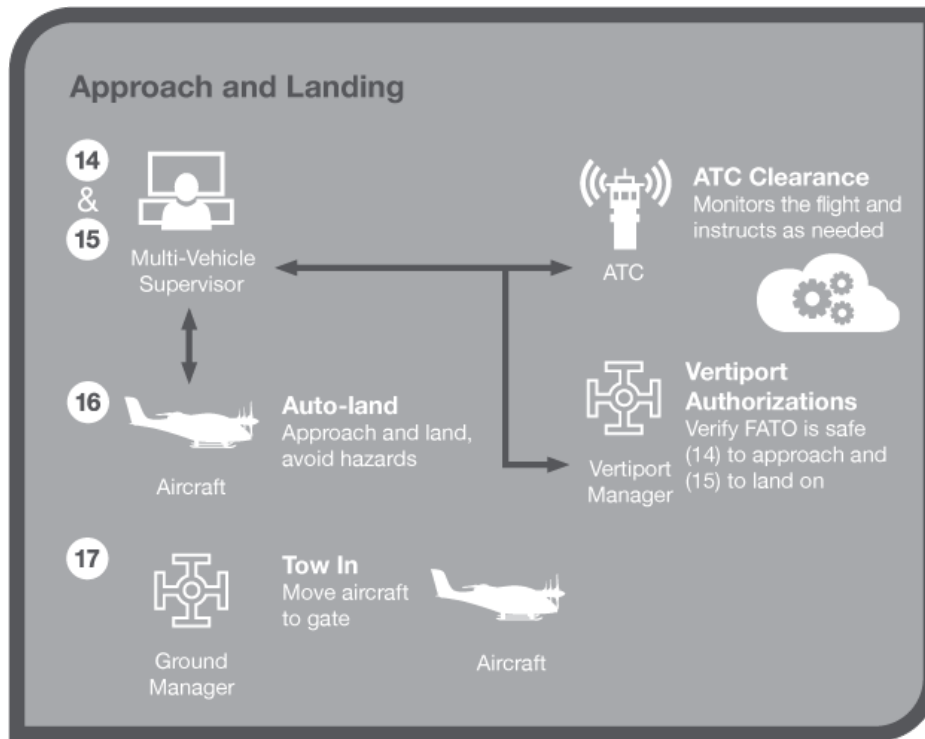 Approach and Landing
14
&
15
Multi-Vehicle
Supervisor
ATC
ATC Clearance
Monitors the flight and
instructs as needed
16
Aircraft
Auto-land
Approach and land,
avoid hazards
Vertiport
Manager
Vertiport
Authorizations
Verify FATO is safe
(14) to approach and
(15) to land on
17
Ground
Manager
Tow In
Move aircraft
to gate
Aircraft